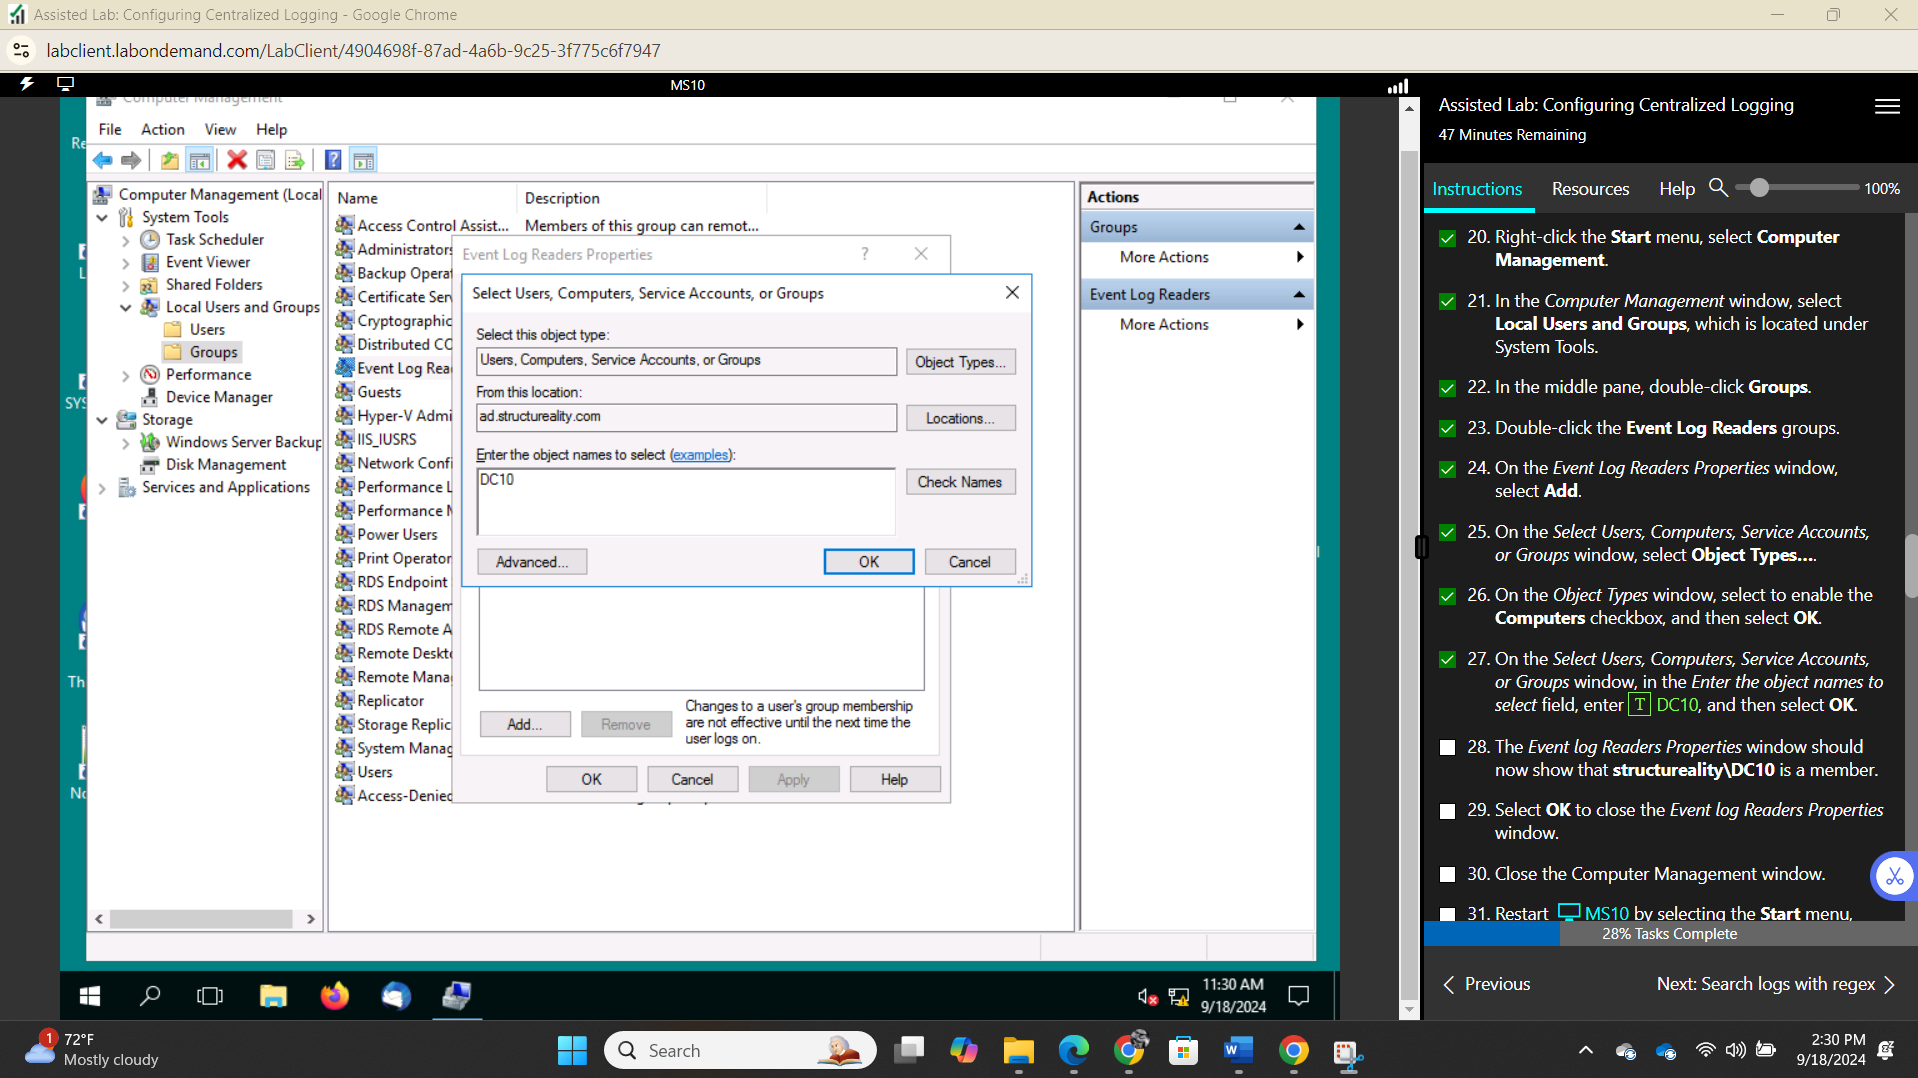 Assisted Lab: Configuring Centralized Logging - Google Chrome
labclient.labondemand.com/LabClient/4904698f-87ad-4a6b-9c25-3f775c6f7947
MS10
Computer Management
File Action View Help
Computer Management (Local
System Tools
Task Scheduler
Event Viewer
Shared Folders
Local Users and Groups
Users
Groups
Performance
Device Manager
Storage
Windows Server Backup
Disk Management
Services and Applications
Name Description
Access Control Assist... Members of this group can remot...
Administrators
Backup Opera
Certificate Ser
Cryptographic
Distributed CO
Event Log Rea
Guests
Hyper-V Admi
IIS_IUSRS
Network Confi
Performance L
Performance
Power Users
Print Operator
RDS Endpoint
RDS Managem
RDS Remote A
Remote Deskt
Remote Mana
Replicator
Storage Replic
System Manag
Users
Access-Denied
Event Log Readers Properties
?
Select Users, Computers, Service Accounts, or Groups
Select this object type:
Users, Computers, Service Accounts, or Groups
Object Types...
From this location:
ad.structureality.com
Locations...
Enter the object names to select (examples):
DC10
Check Names
Advanced...
OK
Cancel
Add...
Remove
Changes to a user's group membership
are not effective until the next time the
user logs on.
OK
Cancel
Apply
Help
Actions
Groups
More Actions
Event Log Readers
More Actions
Re
L
SYS
Th
No
11:30 AM
9/18/2024
Assisted Lab: Configuring Centralized Logging
47 Minutes Remaining
Instructions Resources Help 100%
20. Right-click the Start menu, select Computer
Management.
21. In the Computer Management window, select
Local Users and Groups, which is located under
System Tools.
22. In the middle pane, double-click Groups.
23. Double-click the Event Log Readers groups.
24. On the Event Log Readers Properties window,
select Add.
25. On the Select Users, Computers, Service Accounts,
or Groups window, select Object Types....
26. On the Object Types window, select to enable the
Computers checkbox, and then select OK.
27. On the Select Users, Computers, Service Accounts,
or Groups window, in the Enter the object names to
select field, enter T DC10, and then select OK.
28. The Event log Readers Properties window should
now show that structureality\DC10 is a member.
29. Select OK to close the Event log Readers Properties
window.
30. Close the Computer Management window.
31. Restart MS10 by selecting the Start menu,
28% Tasks Complete
Previous
Next: Search logs with regex
1
72°F
Mostly cloudy
Search
2:30 PM
9/18/2024